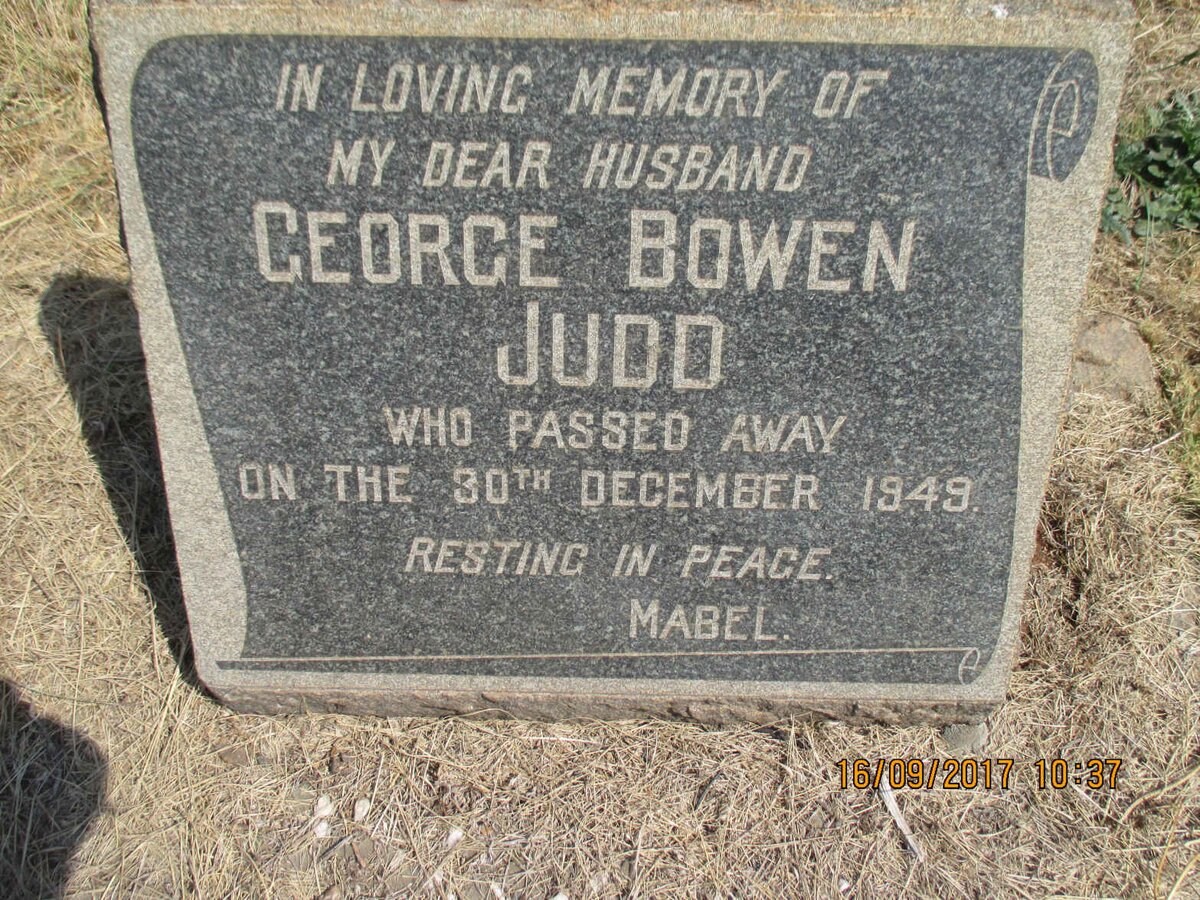 IN LOVING MEMORY OF
MY DEAR HUSBAND
GEORGE BOWEN
JUDD
WHO PASSED AWAY
ON THE 30TH DECEMBER 1949.
RESTING IN PEACE.
MABEL.
16/09/2017 10:37